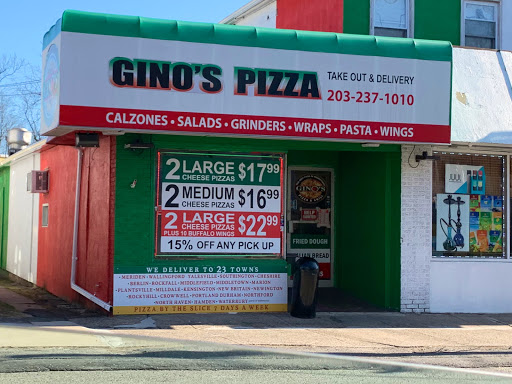 GINO'S PIZZA
TAKE OUT & DELIVERY
203-237-1010
CALZONES • SALADS • GRINDERS • WRAPS • PASTA • WINGS
2 LARGE CHEESE PIZZAS $17.99
2 MEDIUM CHEESE PIZZAS $16.99
2 LARGE CHEESE PIZZAS PLUS 10 BUFFALO WINGS $22.99
15% OFF ANY PICK UP
HELP
FRIED DOUGH
BREAD
WE DELIVER TO 23 TOWNS
•MERIDEN•WALLINGFORD•YALESVILLE•SOUTHINGTON•CHESHIRE
•BERLIN•ROCKFALL•MIDDLEFIELD•MIDDLETOWN•MARION
•PLANTSVILLE•MILLDALE•KENSINGTON•NEW BRITAIN•NEWINGTON
•ROCKYHILL•CROMWELL•PORTLAND•DURHAM•NORTHFORD
•NORTH HAVEN•HAMDEN•WATERBURY
PIZZA BY THE SLICE 7 DAYS A WEEK